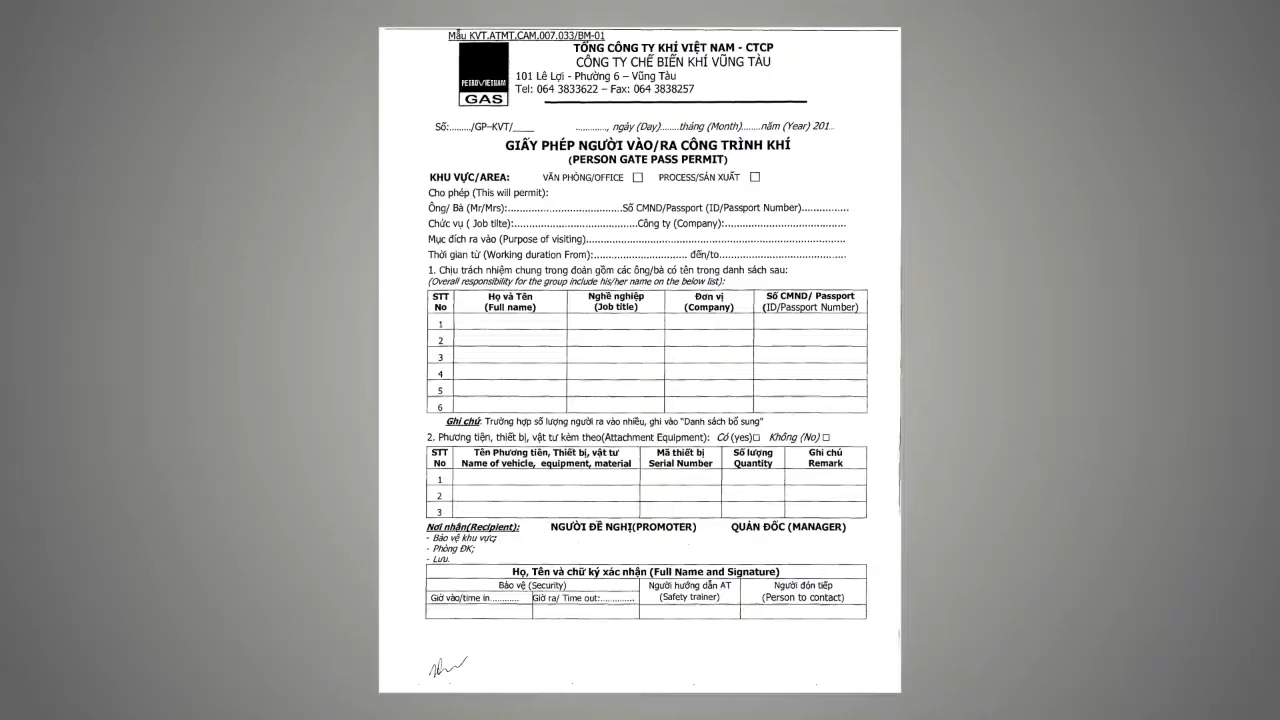 Mẫu KVT.ATMT.CAM.007.033/BM-01
TỔNG CÔNG TY KHÍ VIỆT NAM - CTCP
CÔNG TY CHẾ BIẾN KHÍ VŨNG TÀU
101 Lê Lợi - Phường 6 – Vũng Tàu
Tel: 064 3833622 – Fax: 064 3838257
PETROVIETNAM
GAS
Số:........./GP–KVT/____ ............, ngày (Day)........tháng (Month)........năm (Year) 201..
GIẤY PHÉP NGƯỜI VÀO/RA CÔNG TRÌNH KHÍ
(PERSON GATE PASS PERMIT)
KHU VỰC/AREA: VĂN PHÒNG/OFFICE ☐ PROCESS/SẢN XUẤT ☐
Cho phép (This will permit):
Ông/ Bà (Mr/Mrs):......................................Số CMND/Passport (ID/Passport Number)...............
Chức vụ ( Job tilte):.........................................Công ty (Company):........................................
Mục đích ra vào (Purpose of visiting)......................................................................................
Thời gian từ (Working duration From):............................... đến/to..........................................
1. Chịu trách nhiệm chung trong đoàn gồm các ông/bà có tên trong danh sách sau:
(Overall responsibility for the group include his/her name on the below list):
STT Họ và Tên Nghề nghiệp Đơn vị Số CMND/ Passport
No (Full name) (Job title) (Company) (ID/Passport Number)
1
2
3
4
5
6
Ghi chú: Trường hợp số lượng người ra vào nhiều, ghi vào "Danh sách bổ sung"
2. Phương tiện, thiết bị, vật tư kèm theo(Attachment Equipment): Có (yes)☐ Không (No) ☐
STT Tên Phương tiên, Thiết bị, vật tư Mã thiết bị Số lượng Ghi chú
No Name of vehicle, equipment, material Serial Number Quantity Remark
1
2
3
Nơi nhận(Recipient): NGƯỜI ĐỀ NGHỊ(PROMOTER) QUẢN ĐỐC (MANAGER)
- Bảo vệ khu vực;
- Phòng ĐK;
- Lưu.
Họ, Tên và chữ ký xác nhận (Full Name and Signature)
Bảo vệ (Security) Người hướng dẫn AT Người đón tiếp
Giờ vào/time in............ Giờ ra/ Time out:.............. (Safety trainer) (Person to contact)